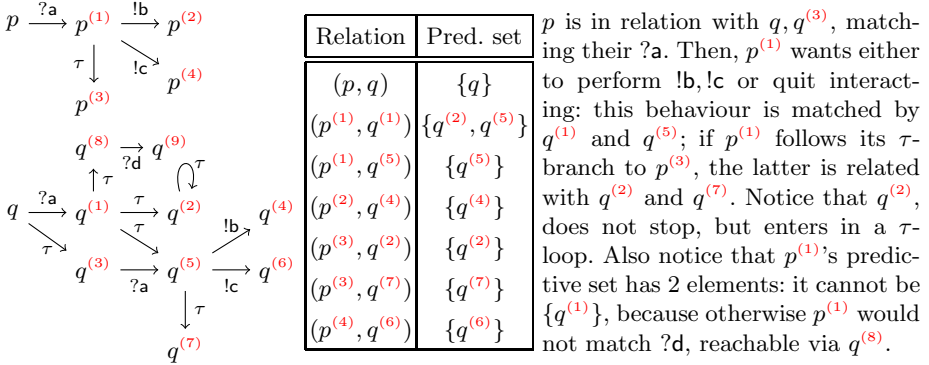 p ?a p(1) !b p(2)
τ !c
p(4)
p(3)
q(8) ?d q(9)
τ τ
q ?a q(1) τ q(2) !b q(4)
τ τ
q(3) ?a q(5) !c q(6)
τ
q(7)
Relation Pred. set
(p, q) {q}
(p(1), q(1)) {q(2), q(5)}
(p(1), q(5)) {q(5)}
(p(2), q(4)) {q(4)}
(p(3), q(2)) {q(2)}
(p(3), q(7)) {q(7)}
(p(4), q(6)) {q(6)}
p is in relation with q, q(3), match-
ing their ?a. Then, p(1) wants either
to perform !b, !c or quit interact-
ing: this behaviour is matched by
q(1) and q(5); if p(1) follows its τ-
branch to p(3), the latter is related
with q(2) and q(7). Notice that q(2),
does not stop, but enters in a τ-
loop. Also notice that p(1)'s predic-
tive set has 2 elements: it cannot be
{q(1)}, because otherwise p(1) would
not match ?d, reachable via q(8).